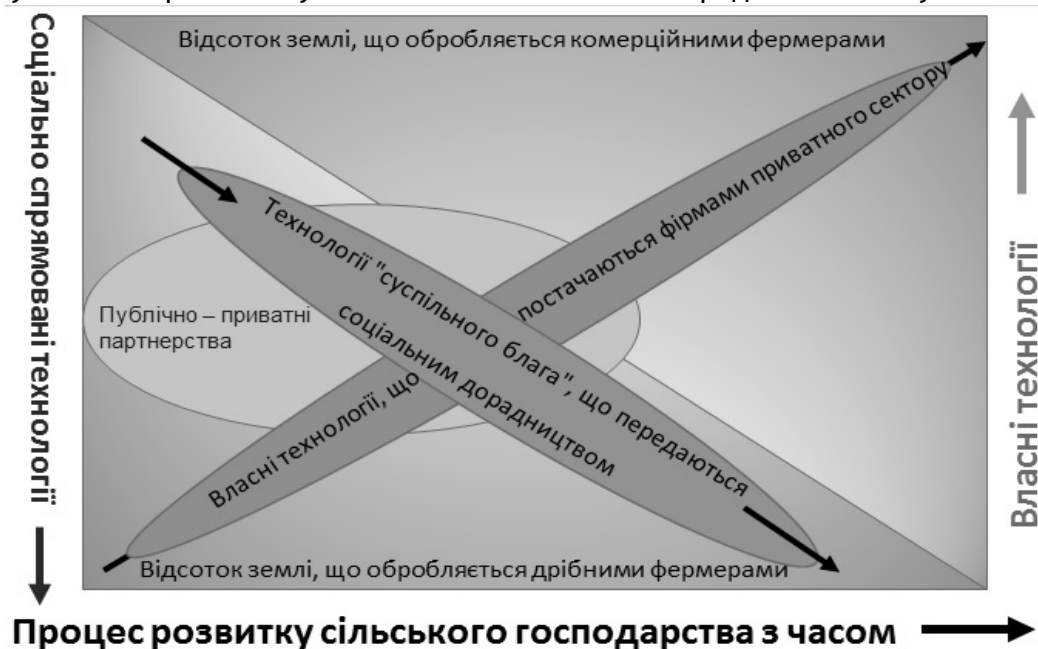 Відсоток землі, що обробляється комерційними фермерами
Соціально спрямовані технології
Технології "суспільного блага", що передаються
соціальним дорадництвом
Власні технології, що постачаються фірмами приватного сектору
Публічно – приватні
партнерства
Власні технології
Відсоток землі, що обробляється дрібними фермерами
Процес розвитку сільського господарства з часом